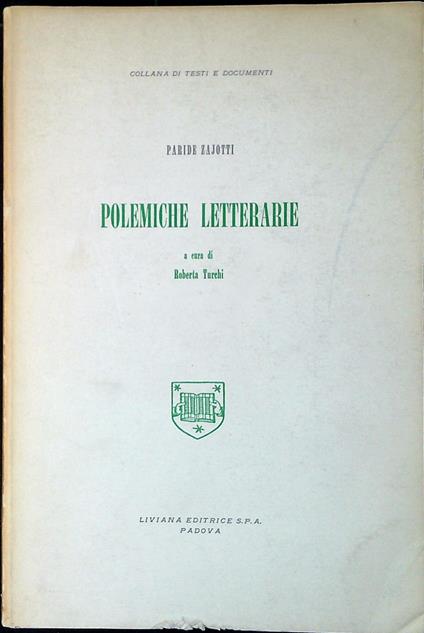 COLLANA DI TESTI E DOCUMENTI
PARIDE ZAJOTTI
POLEMICHE LETTERARIE
a cura di
Roberta Turchi
LIVIANA EDITRICE S.P.A.
PADOVA